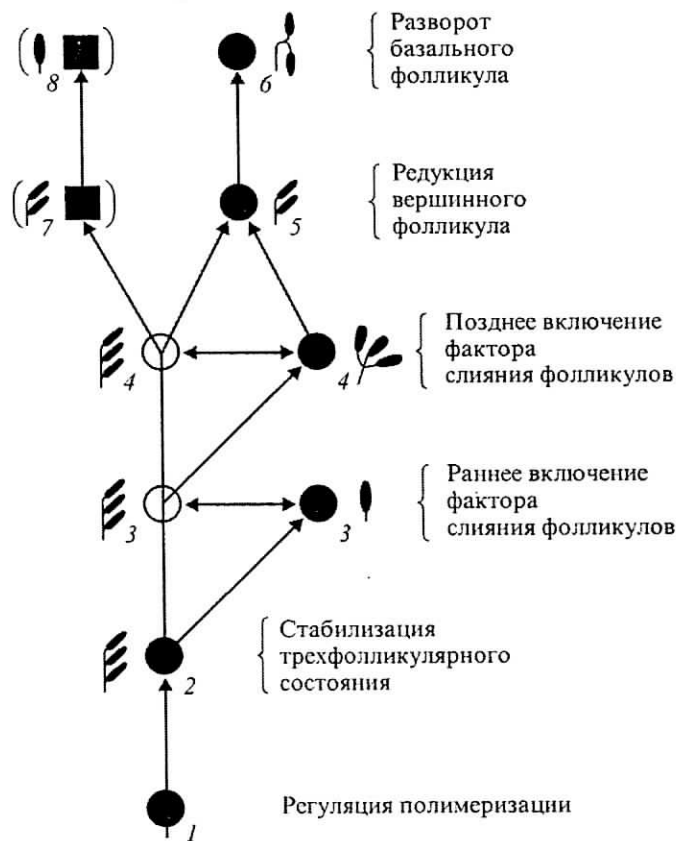 Разворот
базального
фолликула
8
6
Редукция
вершинного
фолликула
7
5
Позднее включение
фактора
слияния фолликулов
4
4
Раннее включение
фактора
слияния фолликулов
3
3
Стабилизация
трехфолликулярного
состояния
2
Регуляция полимеризации
1